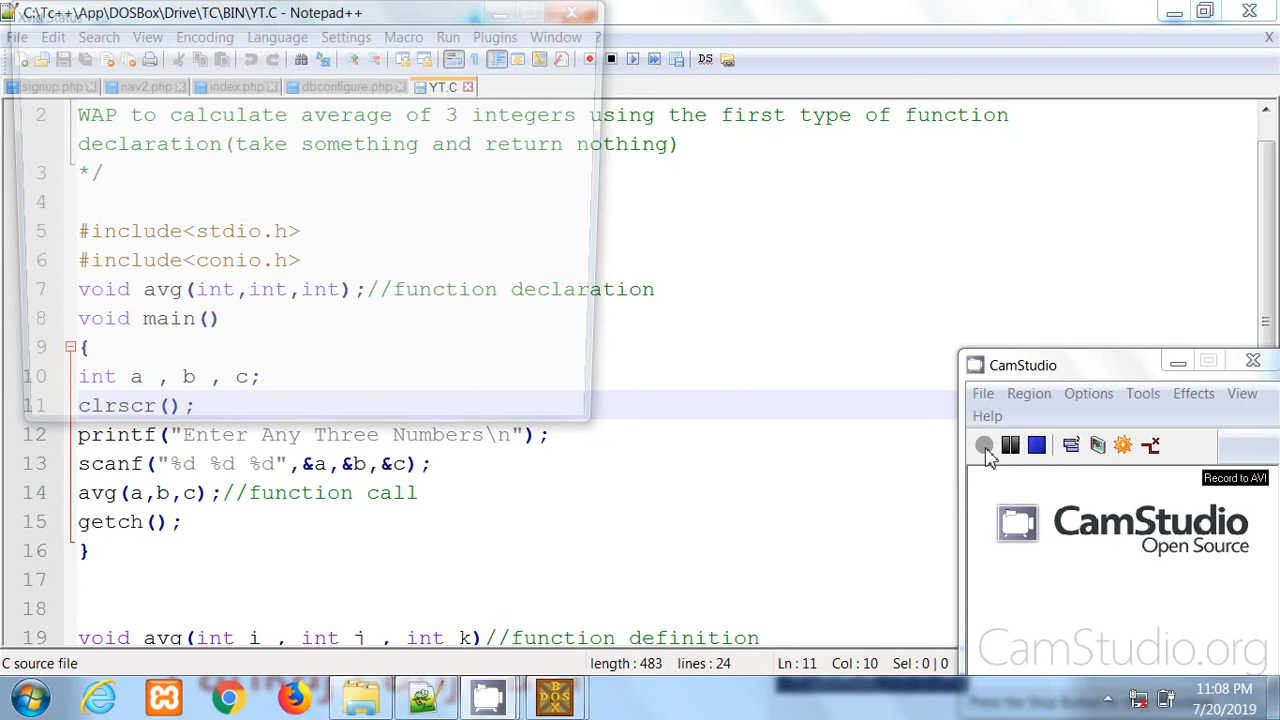 C:\Tc++\App\DOSBox\Drive\TC\BIN\YT.C - Notepad++
File Edit Search View Encoding Language Settings Macro Run Plugins Window ? X
signup.php nav2.php index.php dbconfigure.php YT.C
2 WAP to calculate average of 3 integers using the first type of function
declaration(take something and return nothing)
3 */
4
5 #include<stdio.h>
6 #include<conio.h>
7 void avg(int,int,int);//function declaration
8 void main()
9 {
10 int a , b , c;
11 clrscr();
12 printf("Enter Any Three Numbers\n");
13 scanf("%d %d %d",&a,&b,&c);
14 avg(a,b,c);//function call
15 getch();
16 }
17
18
19 void avg(int i , int j , int k)//function definition
CamStudio
File Region Options Tools Effects View
Help
Record to AVI
CamStudio
Open Source
CamStudio.org
C source file length : 483 lines : 24 Ln : 11 Col : 10 Sel : 0 | 0
DOS
BOX
11:08 PM
7/20/2019